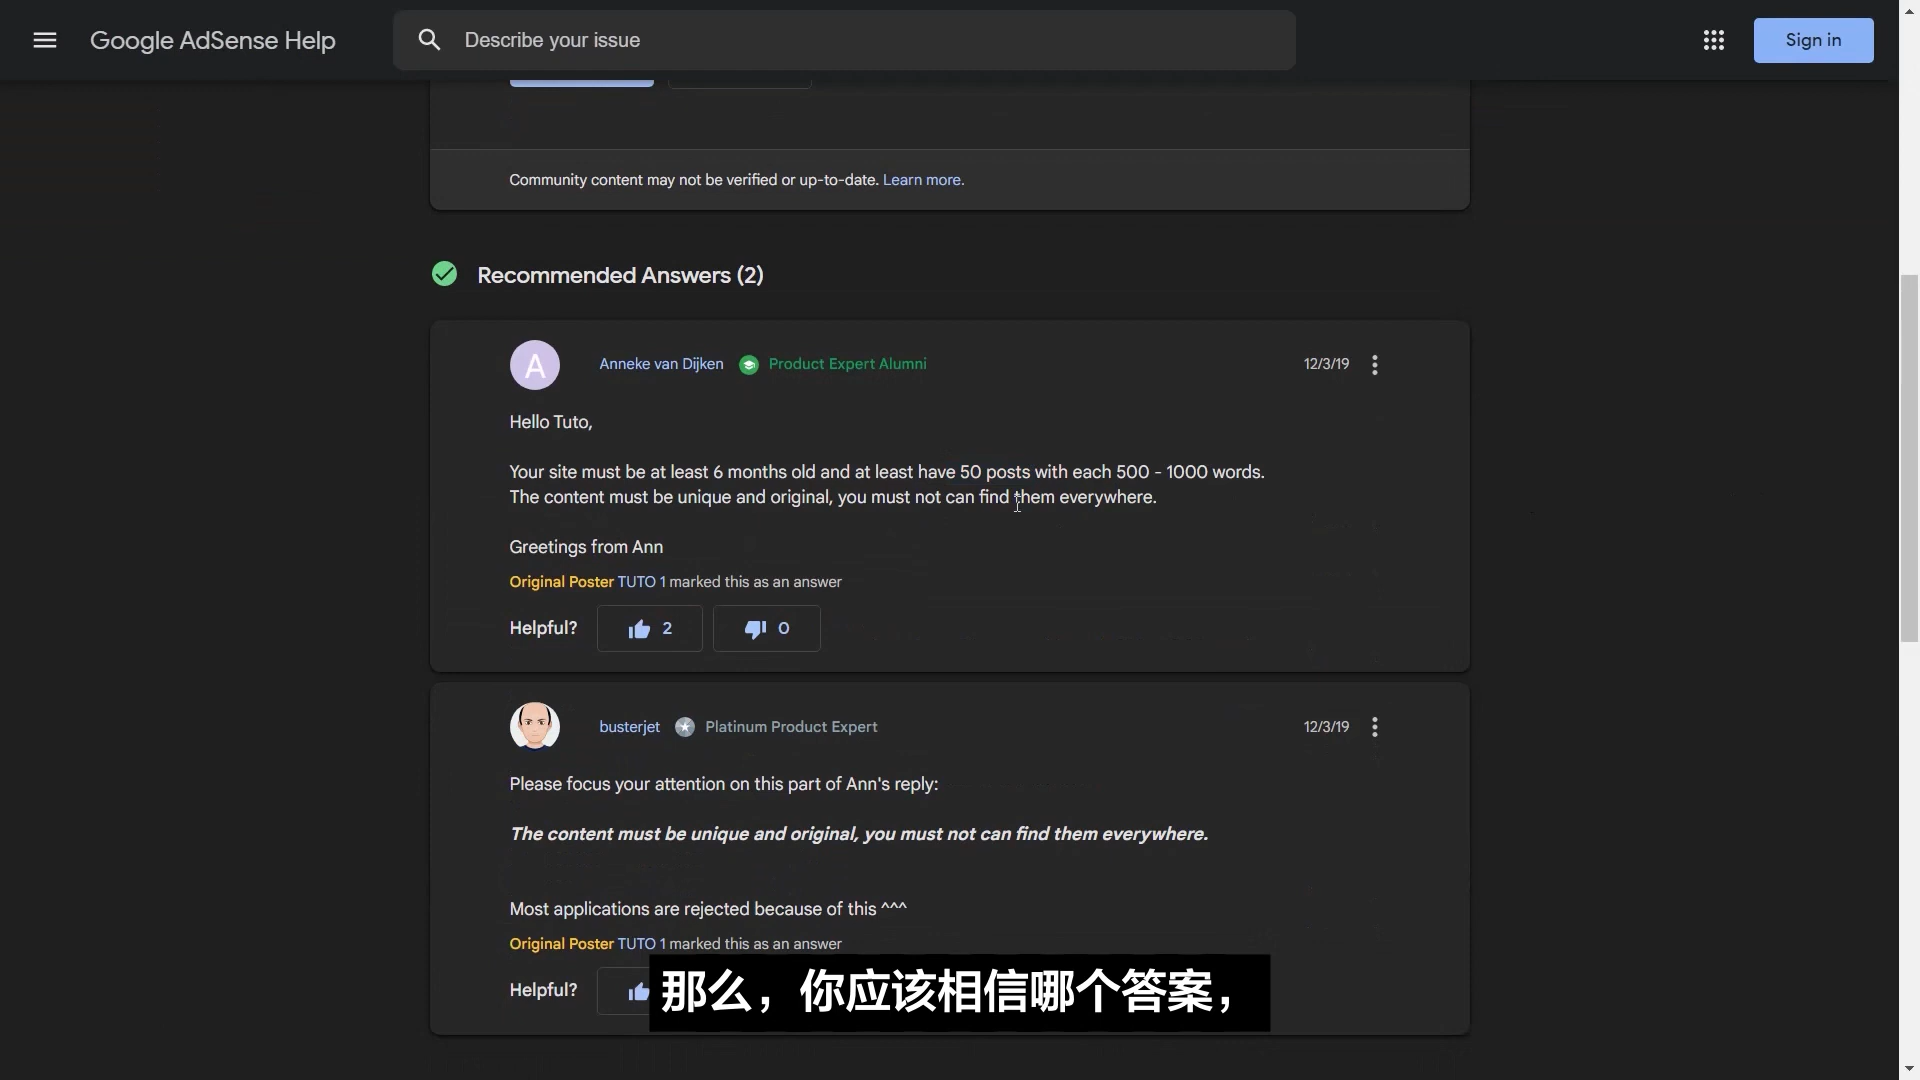 Google AdSense Help
Describe your issue
Sign in
Community content may not be verified or up-to-date. Learn more.
Recommended Answers (2)
A
Anneke van Dijken Product Expert Alumni 12/3/19
Hello Tuto,
Your site must be at least 6 months old and at least have 50 posts with each 500 - 1000 words.
The content must be unique and original, you must not can find them everywhere.
Greetings from Ann
Original Poster TUTO 1 marked this as an answer
Helpful? 2 0
busterjet Platinum Product Expert 12/3/19
Please focus your attention on this part of Ann's reply:
The content must be unique and original, you must not can find them everywhere.
Most applications are rejected because of this ^^^
Original Poster TUTO 1 marked this as an answer
Helpful?
那么，你应该相信哪个答案，